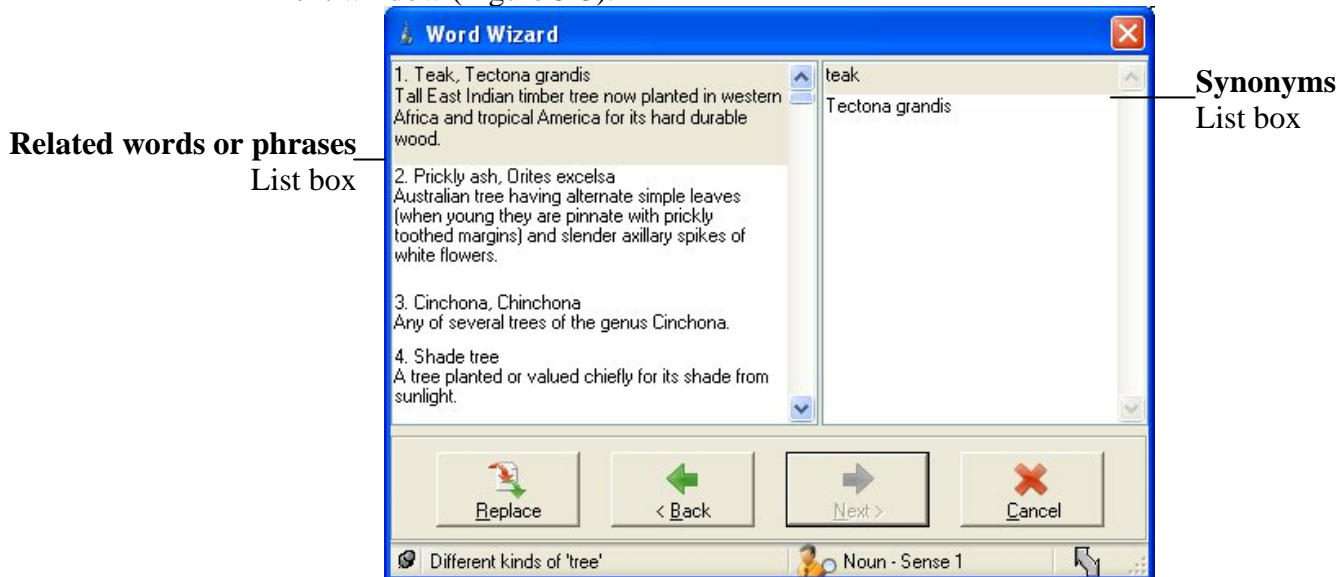 Word Wizard
1. Teak, Tectona grandis
Tall East Indian timber tree now planted in western
Africa and tropical America for its hard durable
wood.
2. Prickly ash, Orites excelsa
Australian tree having alternate simple leaves
(when young they are pinnate with prickly
toothed margins) and slender axillary spikes of
white flowers.
3. Cinchona, Chinchona
Any of several trees of the genus Cinchona.
4. Shade tree
A tree planted or valued chiefly for its shade from
sunlight.
teak
Tectona grandis
Related words or phrases
List box
Synonyms
List box
Replace
< Back
Next >
Cancel
Different kinds of 'tree'
Noun - Sense 1